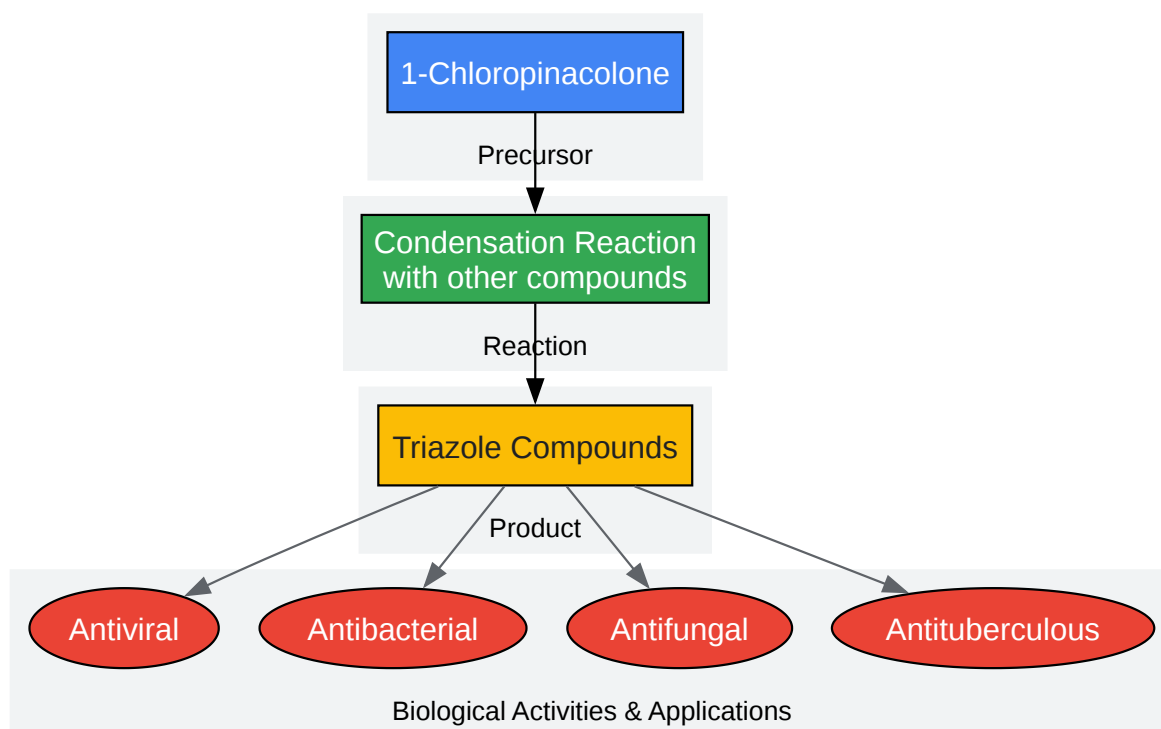 1-Chloropinacolone
Precursor
Condensation Reaction
with other compounds
Reaction
Triazole Compounds
Product
Antiviral
Antibacterial
Antifungal
Antituberculous
Biological Activities & Applications